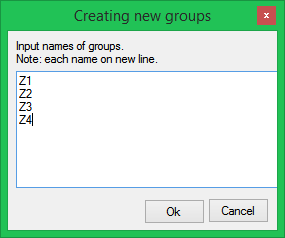 Creating new groups
x
Input names of groups.
Note: each name on new line.
Z1
Z2
Z3
Z4
Ok Cancel